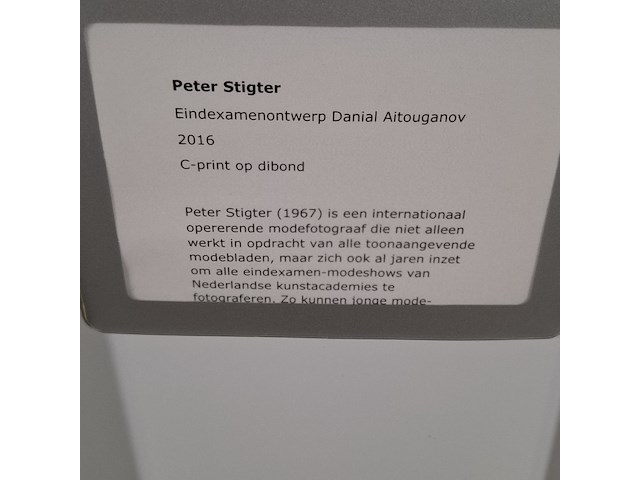 Peter Stigter
Eindexamenontwerp Danial Aitouganov
2016
C-print op dibond
Peter Stigter (1967) is een internationaal
opererende modefotograaf die niet alleen
werkt in opdracht van alle toonaangevende
modebladen, maar zich ook al jaren inzet
om alle eindexamen-modeshows van
Nederlandse kunstacademies te
fotograferen. Zo kunnen jonge mode-